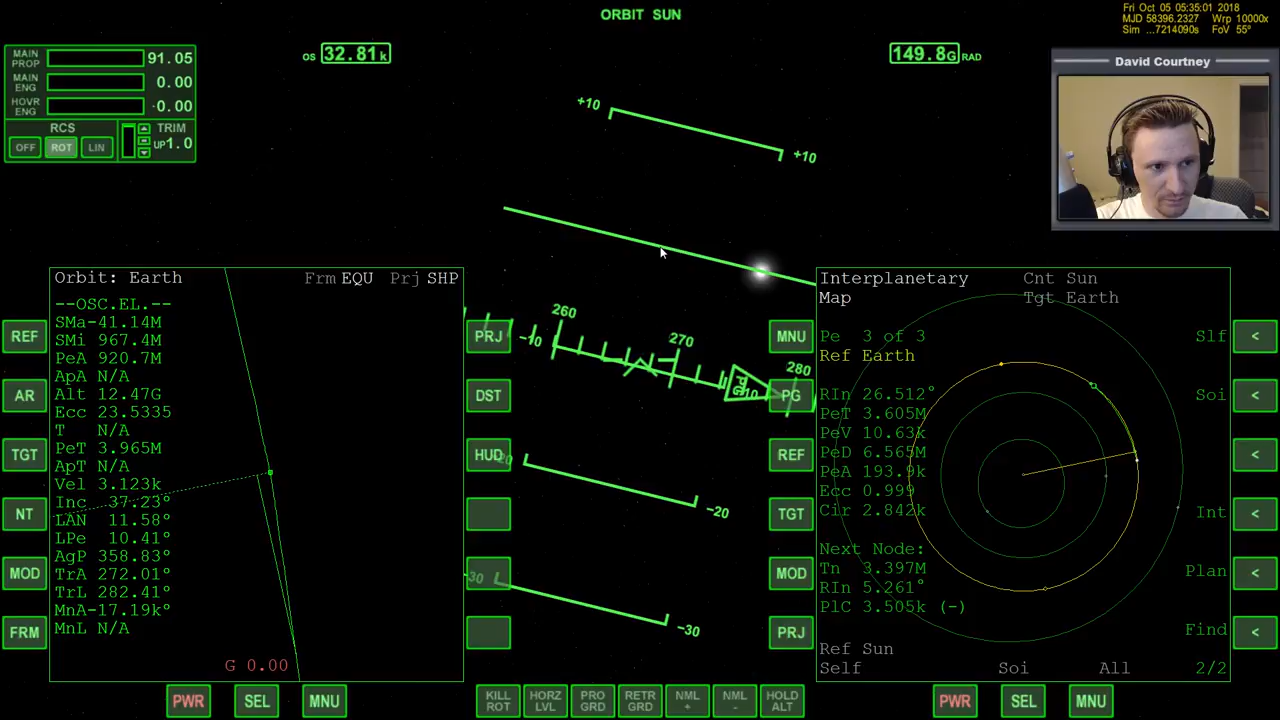 ORBIT SUN
Fri Oct 05 05:35:01 2018
MJD 58396.2327 Wrp 10000x
Sim ...7214090s FoV 55°
David Courtney
OS 32.81k
149.8G RAD
MAIN PROP 91.05
MAIN ENG 0.00
HOVR ENG -0.00
RCS
TRIM
OFF ROT LIN
UP 1.0
+10 +10
260
270
280
-10
10
-20
-20
-30
-30
Orbit: Earth Frm EQU Prj SHP
--OSC.EL.--
SMa-41.14M
SMi 967.4M
PeA 920.7M
ApA N/A
Alt 12.47G
Ecc 23.5335
T N/A
PeT 3.965M
ApT N/A
Vel 3.123k
Inc 37.23°
LAN 11.58°
LPe 10.41°
AgP 358.83°
TrA 272.01°
TrL 282.41°
MnA-17.19k°
MnL N/A
G 0.00
REF
AR
TGT
NT
MOD
FRM
PRJ
DST
HUD
PWR SEL MNU
KILL ROT
HORZ LVL
PRO GRD
RETR GRD
NML +
NML -
HOLD ALT
MNU
PG
REF
TGT
MOD
PRJ
Interplanetary Cnt Sun
Map Tgt Earth
Pe 3 of 3 Slf <
Ref Earth
RIn 26.512° Soi <
PeT 3.605M
PeV 10.63k
PeD 6.565M <
PeA 193.9k
Ecc 0.999
Cir 2.842k Int <
Next Node:
Tn 3.397M Plan <
RIn 5.261°
PlC 3.505k (-)
Find <
Ref Sun
Self Soi All 2/2
PWR SEL MNU